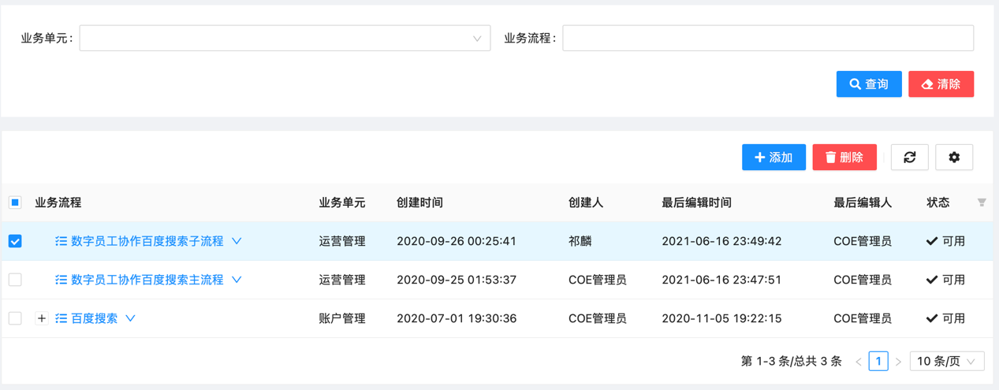 业务单元: 业务流程:
查询 清除
添加 删除
业务流程 业务单元 创建时间 创建人 最后编辑时间 最后编辑人 状态
数字员工协作百度搜索子流程 运营管理 2020-09-26 00:25:41 祁麟 2021-06-16 23:49:42 COE管理员 可用
数字员工协作百度搜索主流程 运营管理 2020-09-25 01:53:37 COE管理员 2021-06-16 23:47:51 COE管理员 可用
百度搜索 账户管理 2020-07-01 19:30:36 COE管理员 2020-11-05 19:22:15 COE管理员 可用
第 1-3 条/总共 3 条 1 10 条/页